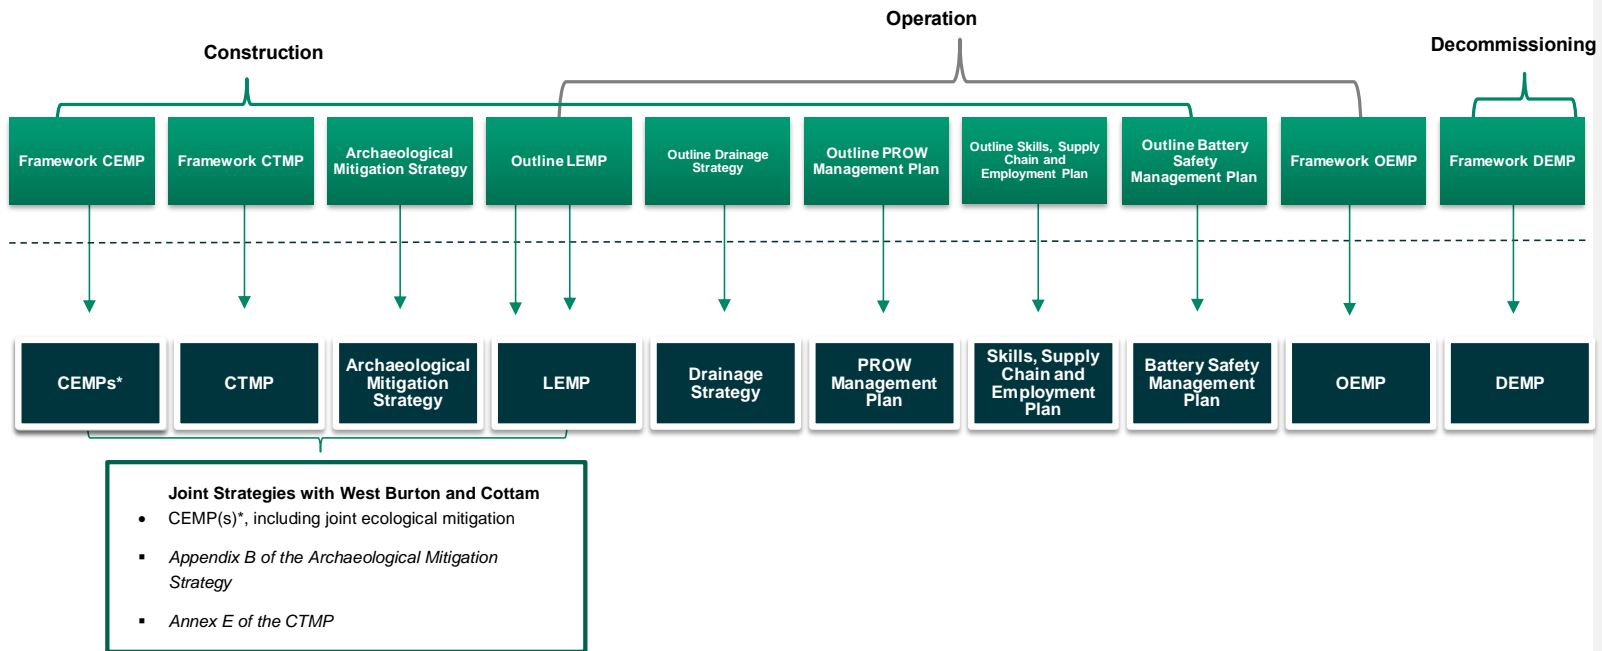 Operation
Construction
Decommissioning
Framework CEMP
Framework CTMP
Archaeological
Mitigation Strategy
Outline LEMP
Outline Drainage
Strategy
Outline PROW
Management Plan
Outline Skills, Supply
Chain and
Employment Plan
Outline Battery
Safety
Management Plan
Framework OEMP
Framework DEMP
CEMPs*
CTMP
Archaeological
Mitigation
Strategy
LEMP
Drainage
Strategy
PROW
Management
Plan
Skills, Supply
Chain and
Employment
Plan
Battery Safety
Management
Plan
OEMP
DEMP
Joint Strategies with West Burton and Cottam
• CEMP(s)*, including joint ecological mitigation
▪ Appendix B of the Archaeological Mitigation
Strategy
▪ Annex E of the CTMP